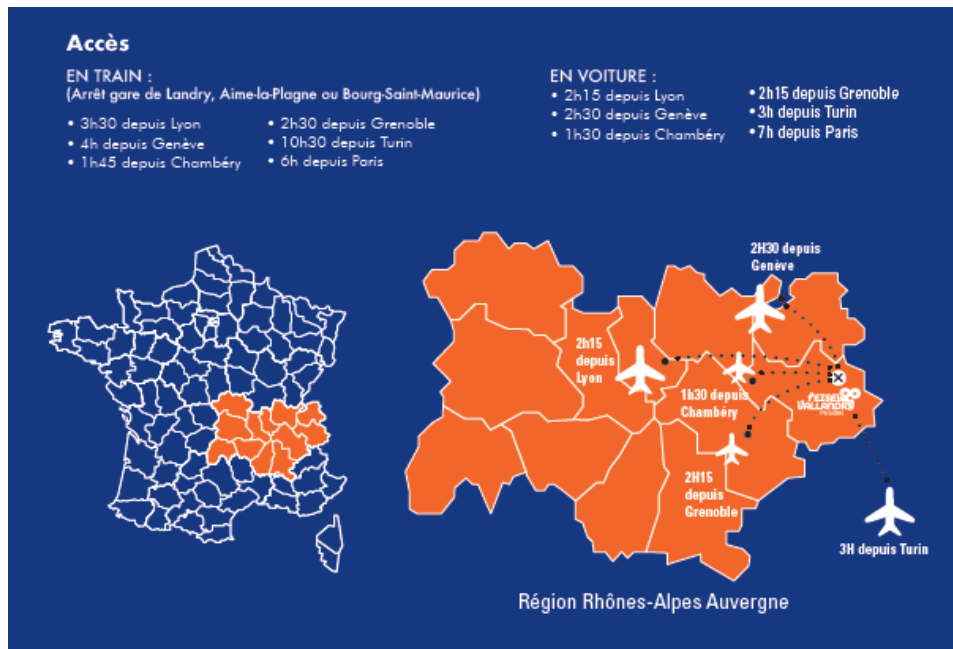 Accès
EN TRAIN :
(Arrêt gare de Landry, Aime-la-Plagne ou Bourg-Saint-Maurice)
• 3h30 depuis Lyon
• 4h depuis Genève
• 1h45 depuis Chambéry
• 2h30 depuis Grenoble
• 10h30 depuis Turin
• 6h depuis Paris
EN VOITURE :
• 2h15 depuis Lyon
• 2h30 depuis Genève
• 1h30 depuis Chambéry
• 2h15 depuis Grenoble
• 3h depuis Turin
• 7h depuis Paris
2H30 depuis
Genève
2h15
depuis
Lyon
1h30 depuis
Chambéry
VALLANDRY
2H15
depuis
Grenoble
3H depuis Turin
Région Rhônes-Alpes Auvergne